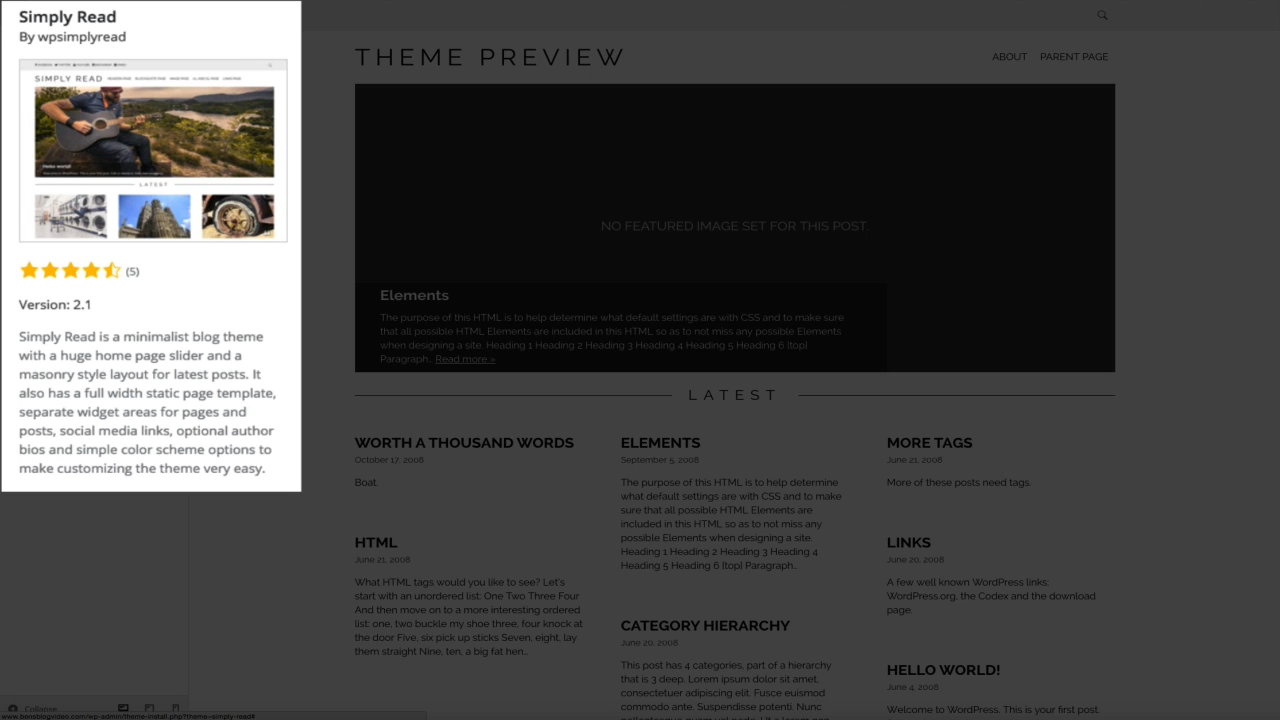 Simply Read
By wpsimplyread
SIMPLY READ
Hello world!
LATEST
(5)
Version: 2.1
Simply Read is a minimalist blog theme
with a huge home page slider and a
masonry style layout for latest posts. It
also has a full width static page template,
separate widget areas for pages and
posts, social media links, optional author
bios and simple color scheme options to
make customizing the theme very easy.
Collapse
www.bestblogvideo.com/wp-admin/theme-install.php?theme=simply-read#
THEME PREVIEW
ABOUT PARENT PAGE
NO FEATURED IMAGE SET FOR THIS POST.
Elements
The purpose of this HTML is to help determine what default settings are with CSS and to make sure
that all possible HTML Elements are included in this HTML so as to not miss any possible Elements
when designing a site. Heading 1 Heading 2 Heading 3 Heading 4 Heading 5 Heading 6 [top]
Paragraph… Read more »
LATEST
WORTH A THOUSAND WORDS
October 17, 2008
Boat.
HTML
June 21, 2008
What HTML tags would you like to see? Let's
start with an unordered list: One Two Three Four
And then move on to a more interesting ordered
list: one, two buckle my shoe three, four knock at
the door Five, six pick up sticks Seven, eight, lay
them straight Nine, ten, a big fat hen…
ELEMENTS
September 5, 2008
The purpose of this HTML is to help determine
what default settings are with CSS and to make
sure that all possible HTML Elements are
included in this HTML so as to not miss any
possible Elements when designing a site.
Heading 1 Heading 2 Heading 3 Heading 4
Heading 5 Heading 6 [top] Paragraph…
CATEGORY HIERARCHY
June 20, 2008
This post has 4 categories, part of a hierarchy
that is 3 deep. Lorem ipsum dolor sit amet,
consectetuer adipiscing elit. Fusce euismod
commodo ante. Suspendisse potenti. Nunc
MORE TAGS
June 21, 2008
More of these posts need tags.
LINKS
June 20, 2008
A few well known WordPress links:
WordPress.org, the Codex and the download
page.
HELLO WORLD!
June 4, 2008
Welcome to WordPress. This is your first post.